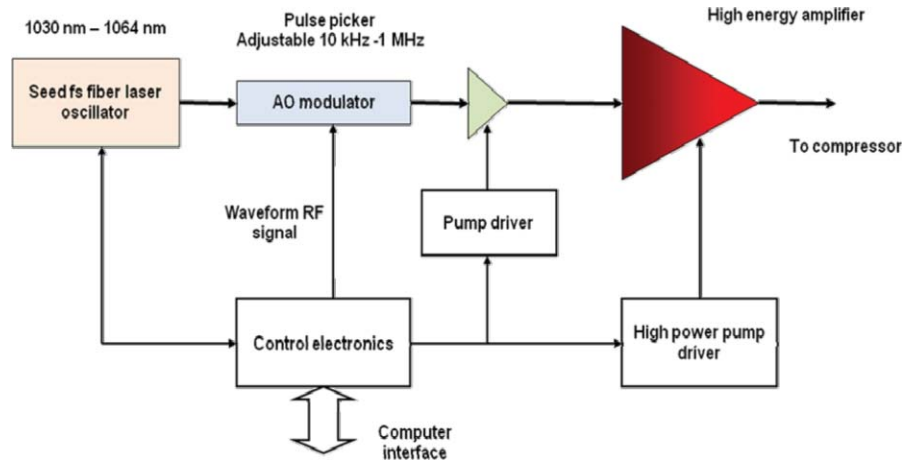 1030 nm – 1064 nm
Pulse picker
Adjustable 10 kHz -1 MHz
High energy amplifier
Seed fs fiber laser
oscillator
AO modulator
To compressor
Waveform RF
signal
Pump driver
Control electronics
High power pump
driver
Computer
interface